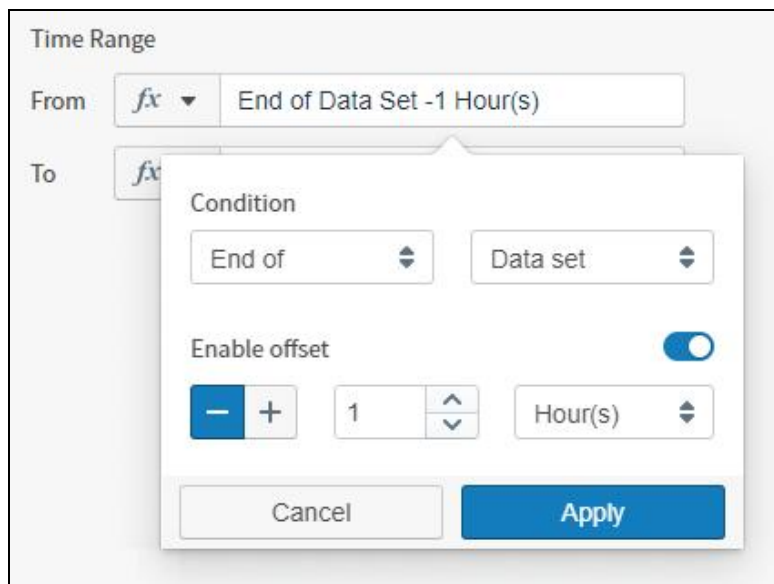 Time Range
From fx End of Data Set -1 Hour(s)
To fx
Condition
End of Data set
Enable offset
− + 1 Hour(s)
Cancel Apply